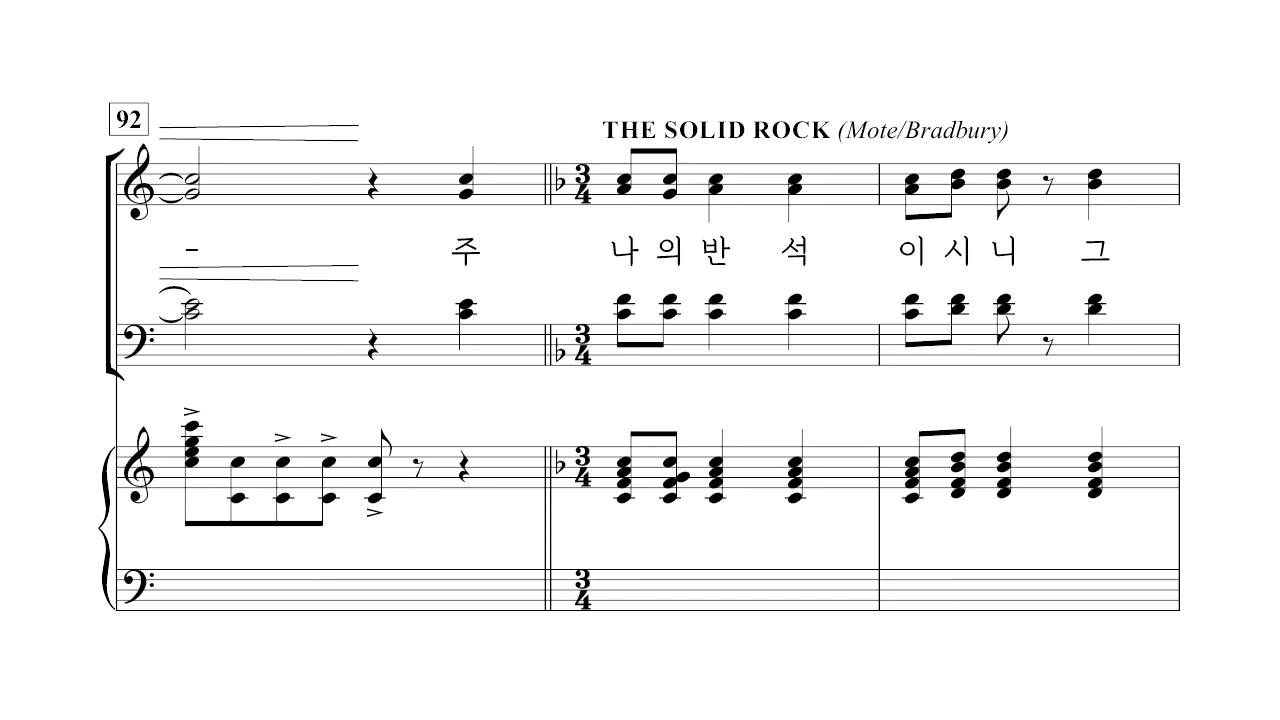 92
THE SOLID ROCK (Mote/Bradbury)
- 주 나 의 반 석 이 시 니 그